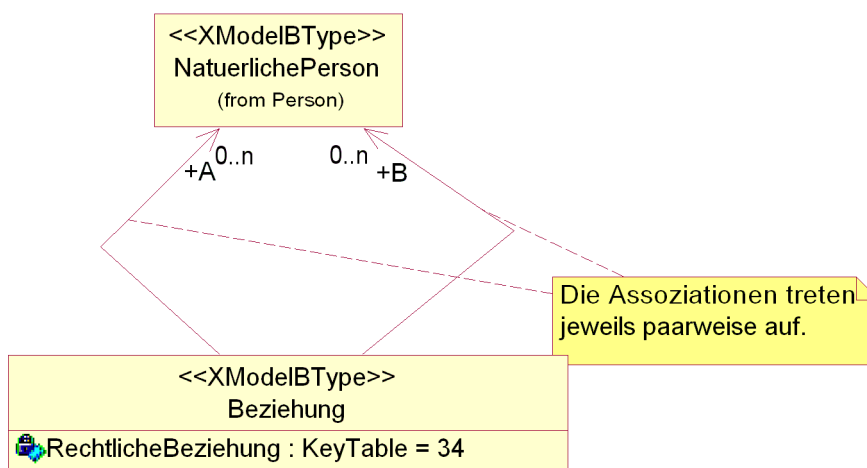 <<XModelBType>>
NatuerlichePerson
(from Person)
0..n
+A
0..n
+B
Die Assoziationen treten
jeweils paarweise auf.
<<XModelBType>>
Beziehung
RechtlicheBeziehung : KeyTable = 34